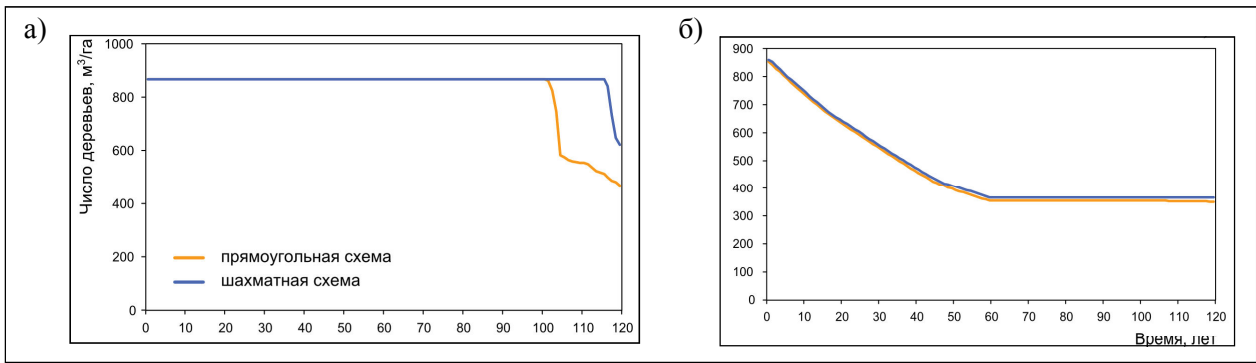 а)
Число деревьев, м³/га
1000
800
600
400
200
0
прямоугольная схема
шахматная схема
0 10 20 30 40 50 60 70 80 90 100 110 120
б)
900
800
700
600
500
400
300
200
100
0
0 10 20 30 40 50 60 70 80 90 100 110 120
Время, лет